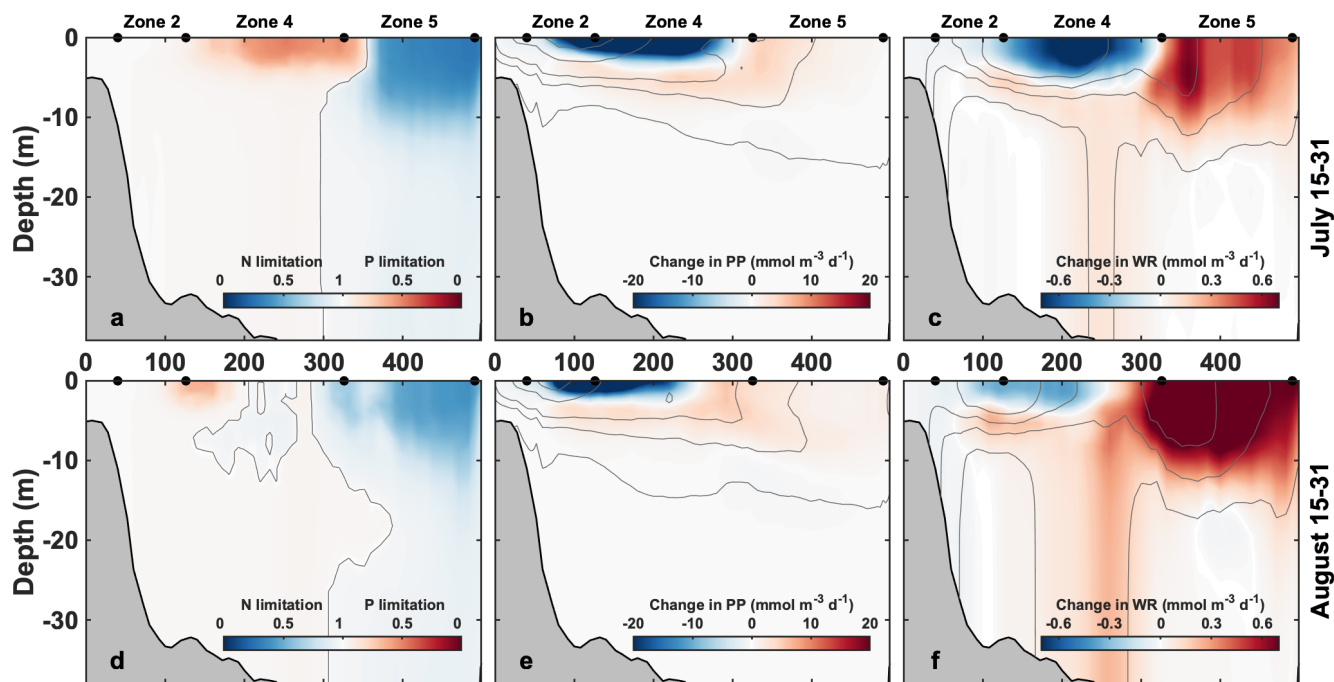 Zone 2 Zone 4 Zone 5 Zone 2 Zone 4 Zone 5 Zone 2 Zone 4 Zone 5
0 0 0
-10
-20
-30
Depth (m)
N limitation P limitation
0 0.5 1 0.5 0
a
Change in PP (mmol m⁻³ d⁻¹)
-20 -10 0 10 20
b
Change in WR (mmol m⁻³ d⁻¹)
-0.6 -0.3 0 0.3 0.6
c
July 15-31
0 100 200 300 400 0 100 200 300 400 0 100 200 300 400
0 0 0
-10
-20
-30
Depth (m)
N limitation P limitation
0 0.5 1 0.5 0
d
Change in PP (mmol m⁻³ d⁻¹)
-20 -10 0 10 20
e
Change in WR (mmol m⁻³ d⁻¹)
-0.6 -0.3 0 0.3 0.6
f
August 15-31